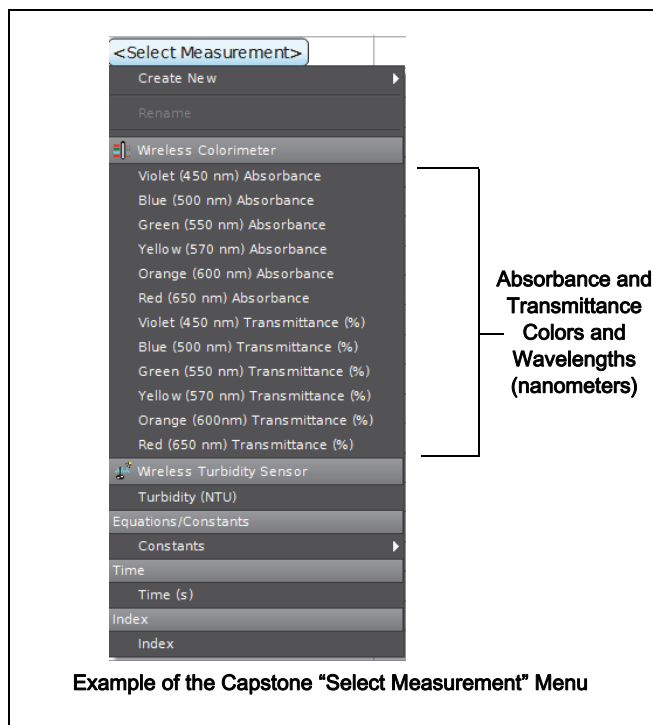 <Select Measurement>
Create New
Rename
Wireless Colorimeter
Violet (450 nm) Absorbance
Blue (500 nm) Absorbance
Green (550 nm) Absorbance
Yellow (570 nm) Absorbance
Orange (600 nm) Absorbance
Red (650 nm) Absorbance
Violet (450 nm) Transmittance (%)
Blue (500 nm) Transmittance (%)
Green (550 nm) Transmittance (%)
Yellow (570 nm) Transmittance (%)
Orange (600nm) Transmittance (%)
Red (650 nm) Transmittance (%)
Wireless Turbidity Sensor
Turbidity (NTU)
Equations/Constants
Constants
Time
Time (s)
Index
Index
Absorbance and
Transmittance
Colors and
Wavelengths
(nanometers)
Example of the Capstone “Select Measurement” Menu